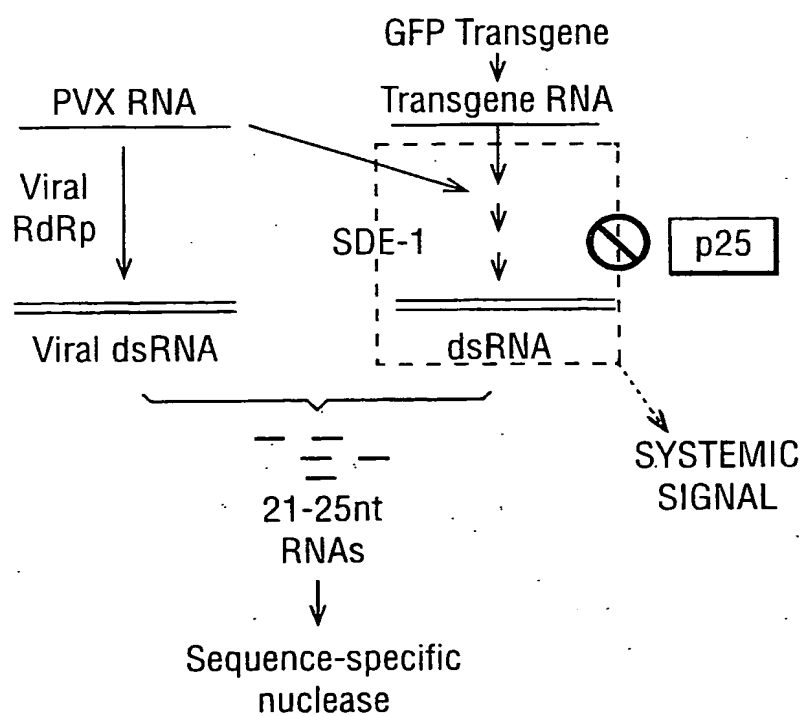 GFP Transgene
PVX RNA
Transgene RNA
Viral
RdRp
SDE-1
p25
Viral dsRNA
dsRNA
SYSTEMIC
SIGNAL
21-25nt
RNAs
Sequence-specific
nuclease